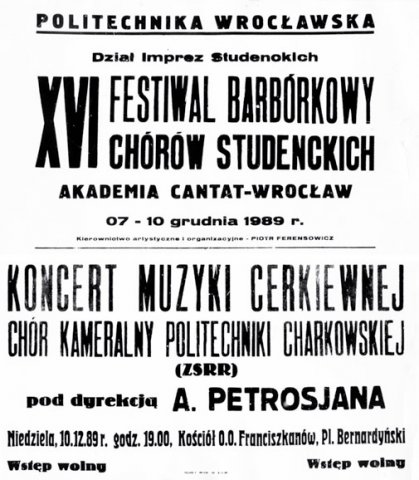 POLITECHNIKA WROCŁAWSKA
Dział Imprez Studenckich
XVI FESTIWAL BARBÓRKOWY
CHÓRÓW STUDENCKICH
AKADEMIA CANTAT-WROCŁAW
07 - 10 grudnia 1989 r.
Kierownictwo artystyczne i organizacyjne - PIOTR FERENSOWICZ
KONCERT MUZYKI CERKIEWNEJ
CHÓR KAMERALNY POLITECHNIKI CHARKOWSKIEJ
(ZSRR)
pod dyrekcją A. PETROSJANA
Niedziela, 10.12.89 r. godz. 19.00, Kościół O.O. Franciszkanów, Pl. Bernardyński
Wstęp wolny Wstęp wolny